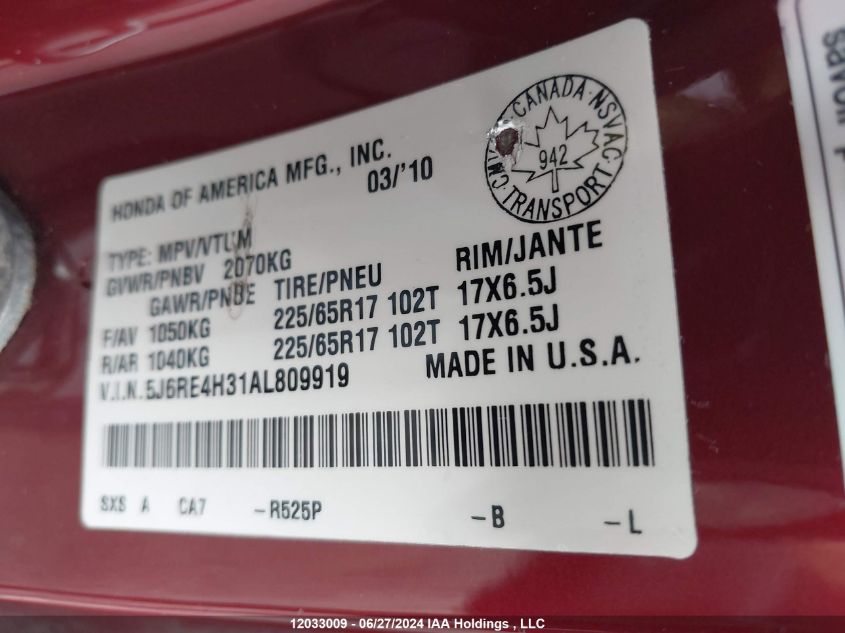 HONDA OF AMERICA MFG., INC.
03/'10
CANADA · NSVAC
942
CMVSS TRANSPORT
TYPE: MPV/VTUM
GVWR/PNBV 2070KG
GAWR/PNBE TIRE/PNEU RIM/JANTE
F/AV 1050KG 225/65R17 102T 17X6.5J
R/AR 1040KG 225/65R17 102T 17X6.5J
V.I.N. 5J6RE4H31AL809919 MADE IN U.S.A.
SXS A CA7 -R525P -B -L
12033009 - 06/27/2024 IAA Holdings , LLC